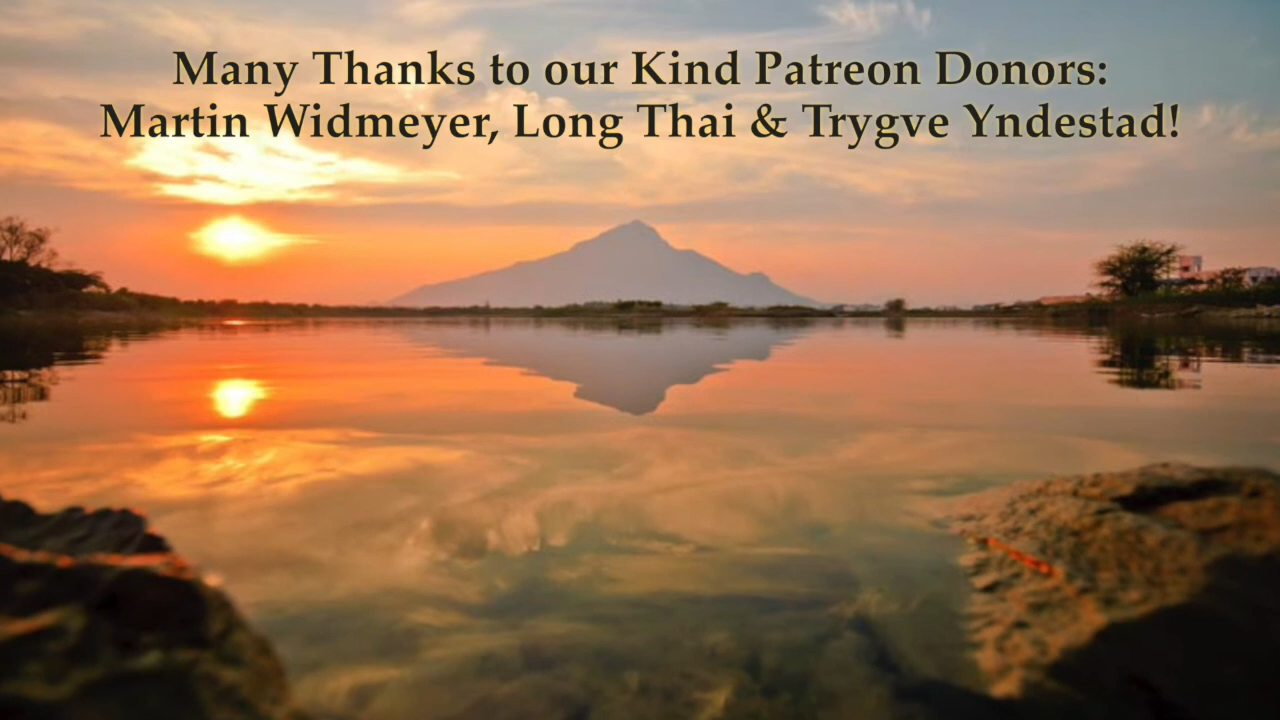 Many Thanks to our Kind Patreon Donors:
Martin Widmeyer, Long Thai & Trygve Yndestad!